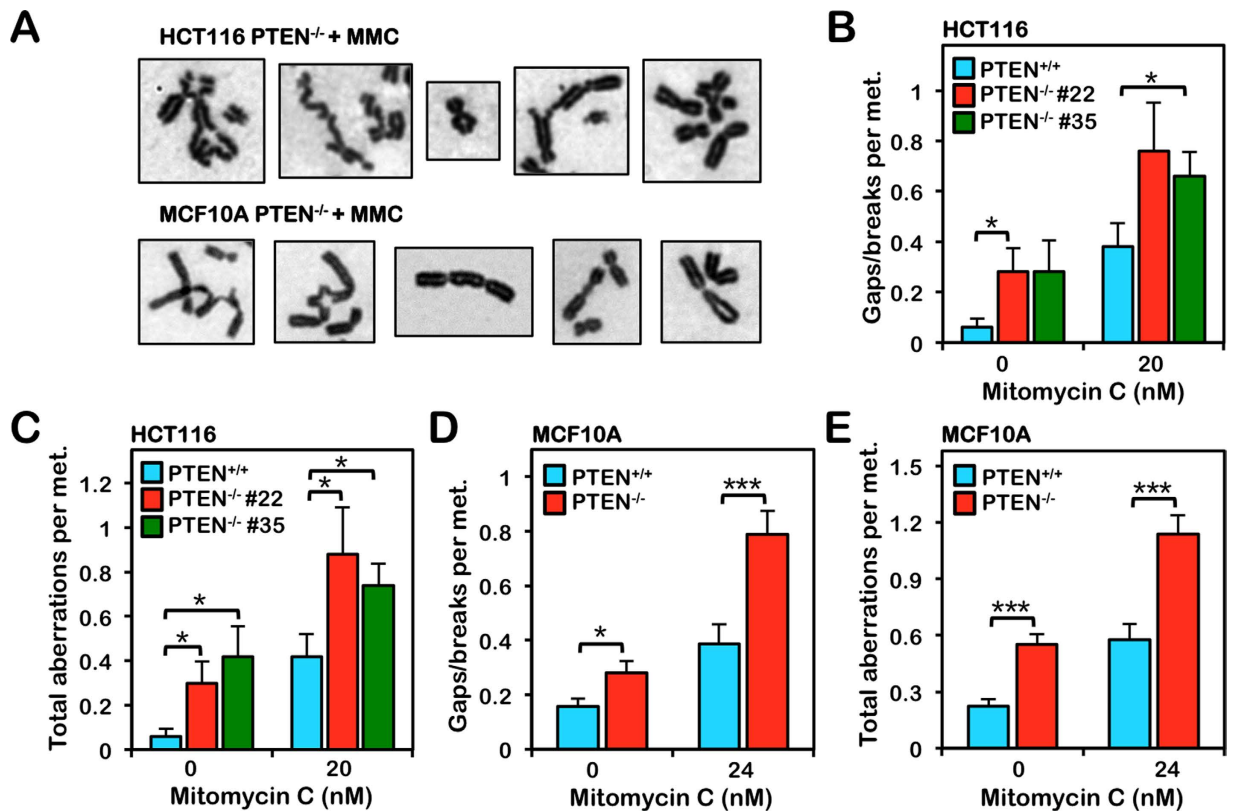 A
HCT116 PTEN-/- + MMC
MCF10A PTEN-/- + MMC
B
HCT116
PTEN+/+
PTEN-/- #22
PTEN-/- #35
*
*
Gaps/breaks per met.
1
0.8
0.6
0.4
0.2
0
0 20
Mitomycin C (nM)
C
HCT116
PTEN+/+
PTEN-/- #22
PTEN-/- #35
*
*
*
*
Total aberrations per met.
1.2
1
0.8
0.6
0.4
0.2
0
0 20
Mitomycin C (nM)
D
MCF10A
PTEN+/+
PTEN-/-
***
*
Gaps/breaks per met.
1
0.8
0.6
0.4
0.2
0
0 24
Mitomycin C (nM)
E
MCF10A
PTEN+/+
PTEN-/-
***
***
Total aberrations per met.
1.5
1.2
0.9
0.6
0.3
0
0 24
Mitomycin C (nM)